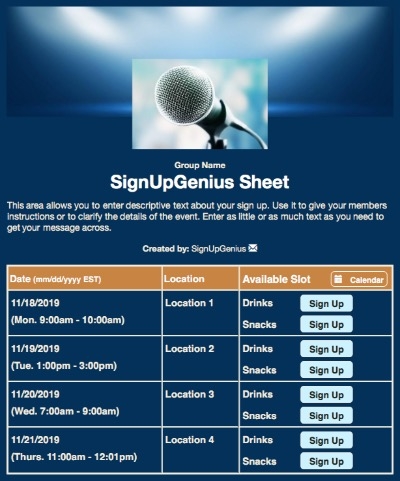 Group Name
SignUpGenius Sheet
This area allows you to enter descriptive text about your sign up. Use it to give your members
instructions or to clarify the details of the event. Enter as little or as much text as you need to
get your message across.
Created by: SignUpGenius
Date (mm/dd/yyyy EST) Location Available Slot Calendar
11/18/2019 Location 1 Drinks Sign Up
(Mon. 9:00am - 10:00am) Snacks Sign Up
11/19/2019 Location 2 Drinks Sign Up
(Tue. 1:00pm - 3:00pm) Snacks Sign Up
11/20/2019 Location 3 Drinks Sign Up
(Wed. 7:00am - 9:00am) Snacks Sign Up
11/21/2019 Location 4 Drinks Sign Up
(Thurs. 11:00am - 12:01pm) Snacks Sign Up